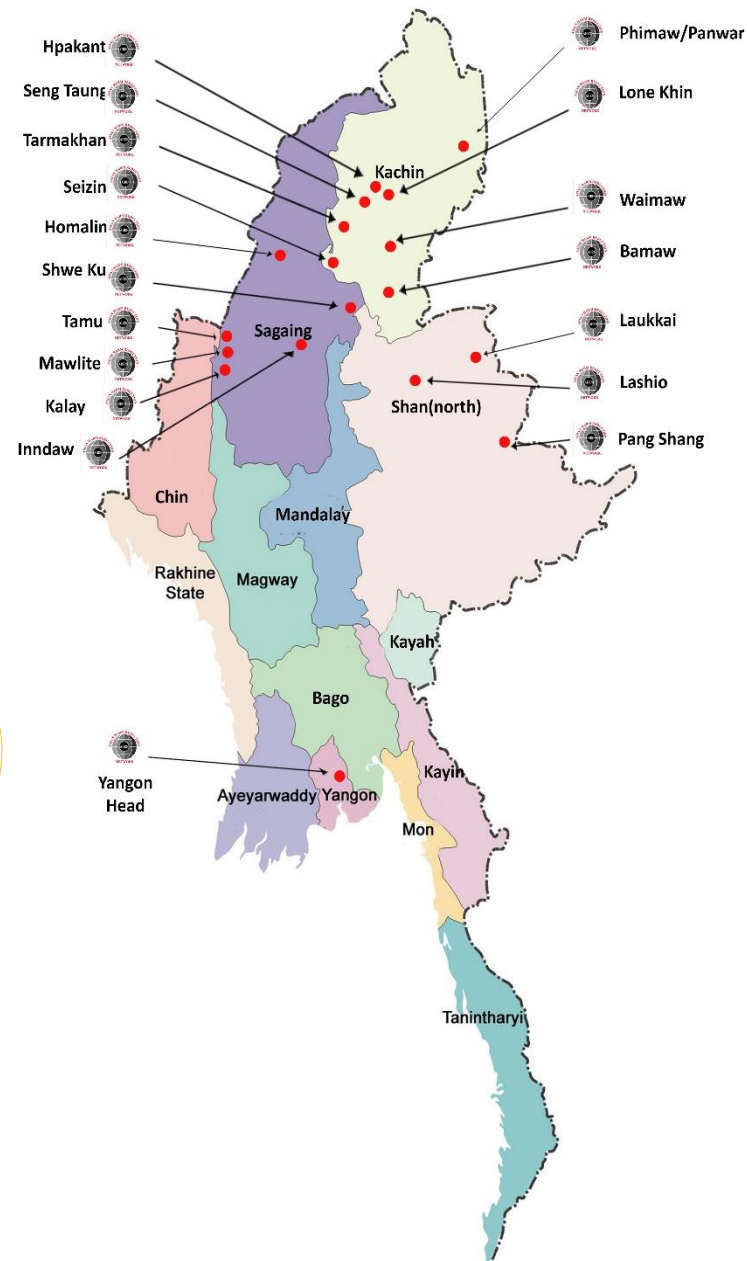 Hpakant
Seng Taung
Tarmakhan
Seizin
Homalin
Shwe Ku
Tamu
Mawlite
Kalay
Inndaw
Phimaw/Panwar
Lone Khin
Waimaw
Bamaw
Laukkai
Lashio
Pang Shang
Kachin
Sagaing
Shan(north)
Chin
Mandalay
Rakhine
State
Magway
Kayah
Bago
Yangon
Head
Ayeyarwaddy
Yangon
Kayin
Mon
Tanintharyi